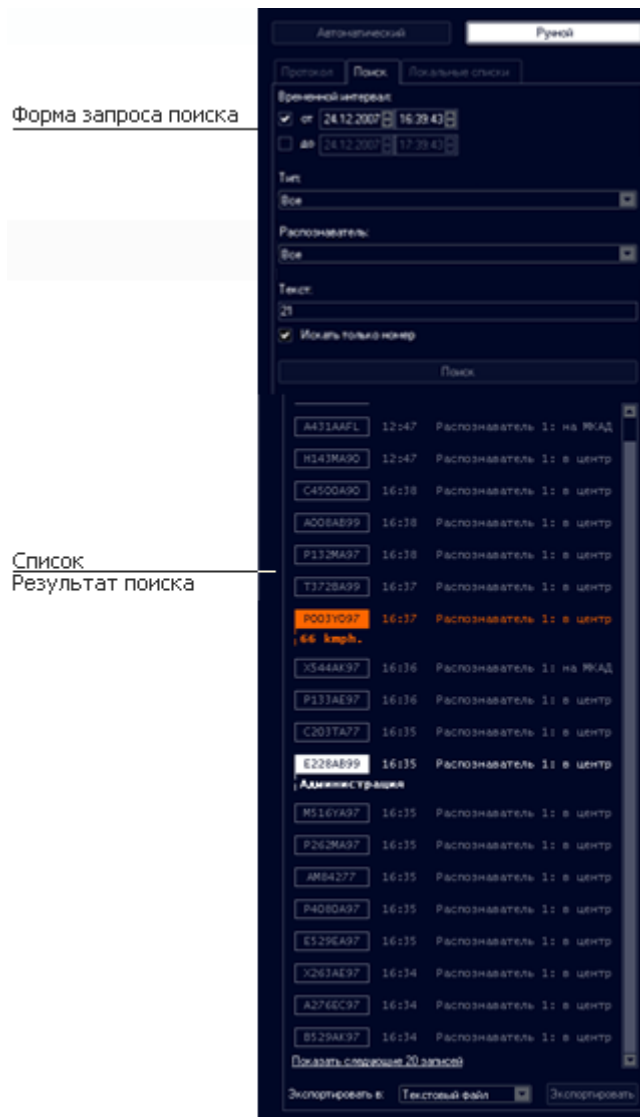 Автоматический Ручной
Протокол Поиск Локальные списки
Временной интервал:
Форма запроса поиска
от 24.12.2007 16:39:43
до 24.12.2007 17:39:43
Тип:
Все
Распознаватель:
Все
Текст:
21
Искать только номер
Поиск
A431AAFL 12:47 Распознаватель 1: на МКАД
H143MA90 12:47 Распознаватель 1: в центр
C450OA90 16:38 Распознаватель 1: в центр
A008AB99 16:38 Распознаватель 1: в центр
P132MA97 16:38 Распознаватель 1: в центр
Список
Результат поиска
T372BA99 16:37 Распознаватель 1: в центр
P003YO97 16:37 Распознаватель 1: в центр
66 kmph.
X544AK97 16:36 Распознаватель 1: на МКАД
P133AE97 16:36 Распознаватель 1: в центр
C203TA77 16:35 Распознаватель 1: в центр
E228AB99 16:35 Распознаватель 1: в центр
Администрация
M516YA97 16:35 Распознаватель 1: в центр
P262MA97 16:35 Распознаватель 1: в центр
AM84277 16:35 Распознаватель 1: в центр
P408OA97 16:35 Распознаватель 1: в центр
E529EA97 16:35 Распознаватель 1: в центр
X263AE97 16:34 Распознаватель 1: в центр
A276EC97 16:34 Распознаватель 1: в центр
B529AK97 16:34 Распознаватель 1: в центр
Показать следующие 20 записей
Экспортировать в: Текстовый файл Экспортировать